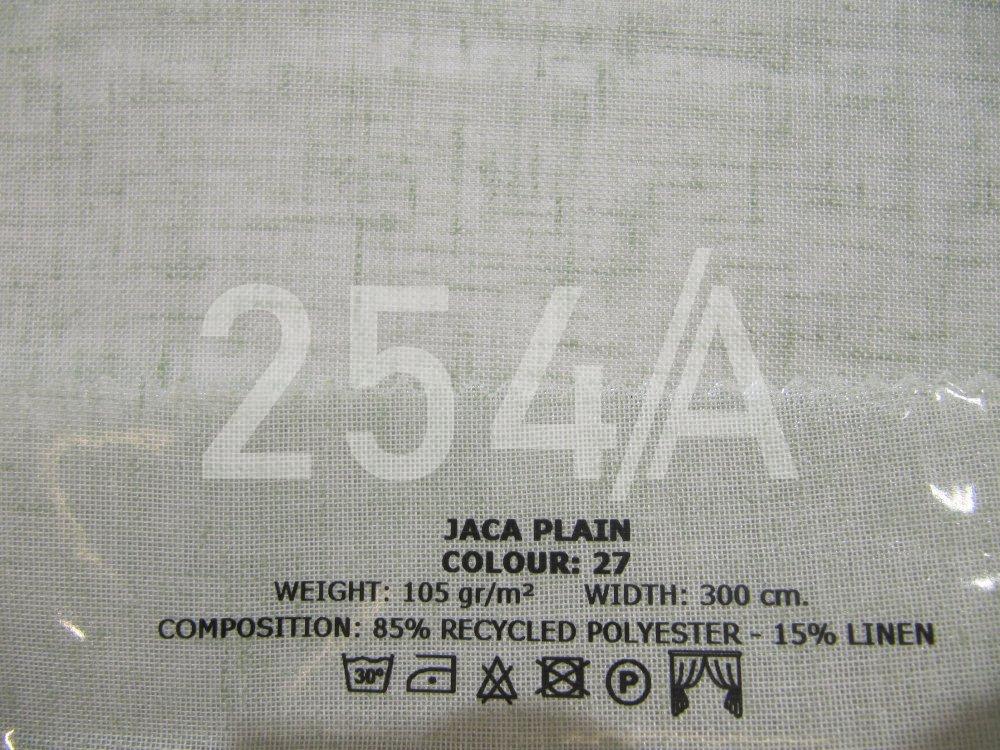 254/A
JACA PLAIN
COLOUR: 27
WEIGHT: 105 gr/m² WIDTH: 300 cm.
COMPOSITION: 85% RECYCLED POLYESTER - 15% LINEN
30° P